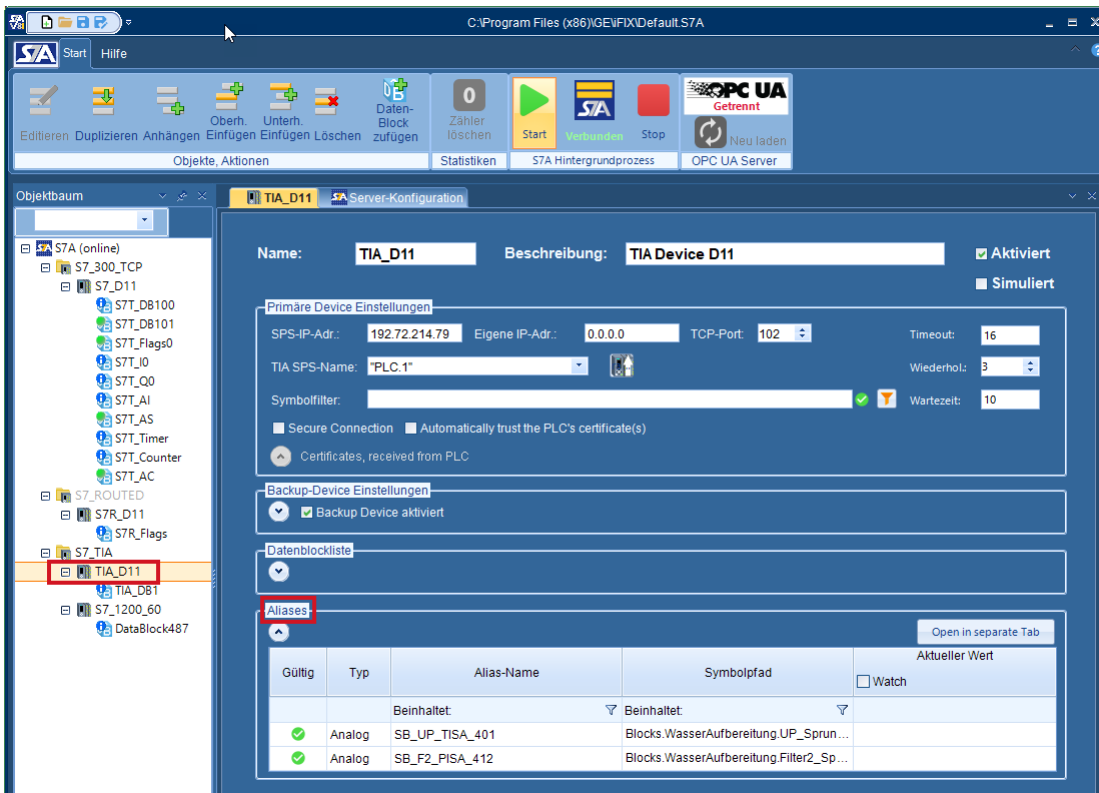 C:\Program Files (x86)\GE\iFIX\Default.S7A
S7A Start Hilfe
Editieren Duplizieren Anhängen Oberh. Einfügen Unterh. Einfügen Löschen Daten-Block zufügen
0 Zähler löschen
Start S7A Verbunden Stop
OPC UA Getrennt
Neu laden
Objekte, Aktionen Statistiken S7A Hintergrundprozess OPC UA Server
Objektbaum
S7A (online)
S7_300_TCP
S7_D11
S7T_DB100
S7T_DB101
S7T_Flags0
S7T_I0
S7T_Q0
S7T_AI
S7T_AS
S7T_Timer
S7T_Counter
S7T_AC
S7_ROUTED
S7R_D11
S7R_Flags
S7_TIA
TIA_D11
TIA_DB1
S7_1200_60
DataBlock487
TIA_D11 S7A Server-Konfiguration
Name: TIA_D11 Beschreibung: TIA Device D11 Aktiviert
Simuliert
Primäre Device Einstellungen
SPS-IP-Adr.: 192.72.214.79 Eigene IP-Adr.: 0.0.0.0 TCP-Port: 102 Timeout: 16
TIA SPS-Name: "PLC.1" Wiederhol.: 3
Symbolfilter: Wartezeit: 10
Secure Connection Automatically trust the PLC's certificate(s)
Certificates, received from PLC
Backup-Device Einstellungen
Backup Device aktiviert
Datenblockliste
Aliases
Open in separate Tab
Gültig Typ Alias-Name Symbolpfad Aktueller Wert
Watch
Beinhaltet: Beinhaltet:
Analog SB_UP_TISA_401 Blocks.WasserAufbereitung.UP_Sprun...
Analog SB_F2_PISA_412 Blocks.WasserAufbereitung.Filter2_Sp...